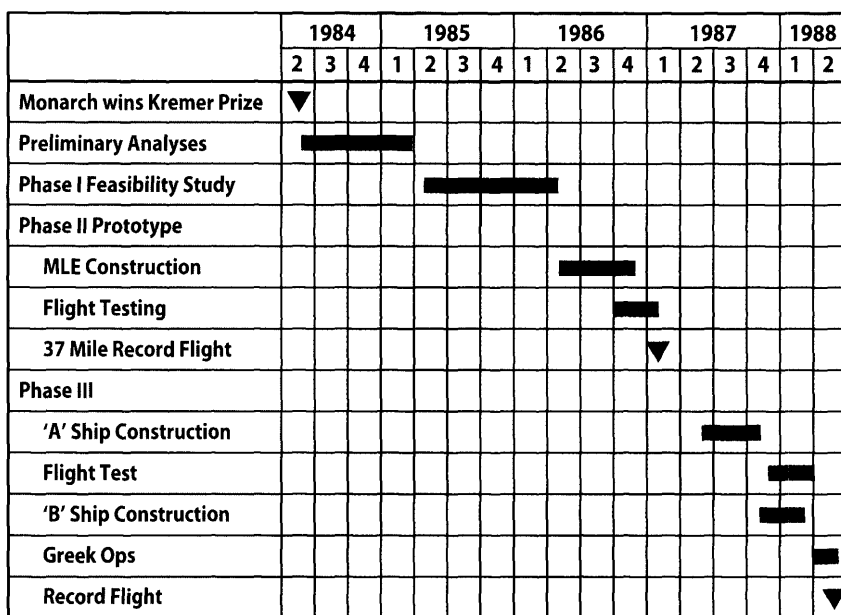 1984 1985 1986 1987 1988
2 3 4 1 2 3 4 1 2 3 4 1 2 3 4 1 2
Monarch wins Kremer Prize
Preliminary Analyses
Phase I Feasibility Study
Phase II Prototype
MLE Construction
Flight Testing
37 Mile Record Flight
Phase III
'A' Ship Construction
Flight Test
'B' Ship Construction
Greek Ops
Record Flight